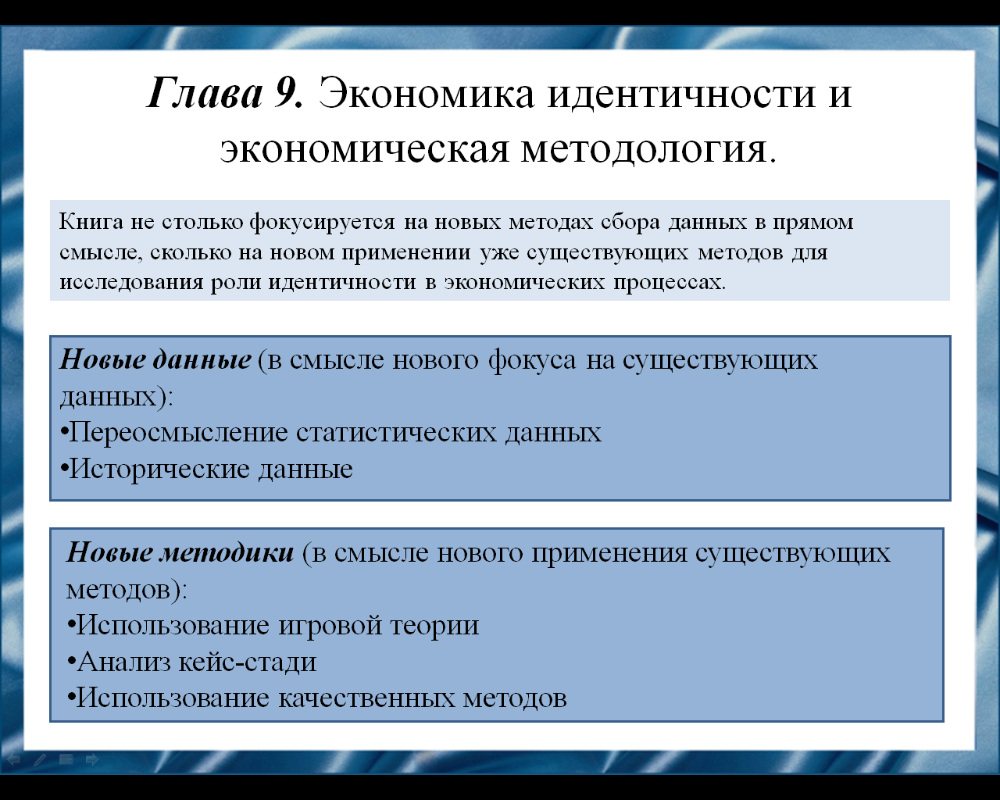 Глава 9. Экономика идентичности и
экономическая методология.
Книга не столько фокусируется на новых методах сбора данных в прямом
смысле, сколько на новом применении уже существующих методов для
исследования роли идентичности в экономических процессах.
Новые данные (в смысле нового фокуса на существующих
данных):
•Переосмысление статистических данных
•Исторические данные
Новые методики (в смысле нового применения существующих
методов):
•Использование игровой теории
•Анализ кейс-стади
•Использование качественных методов